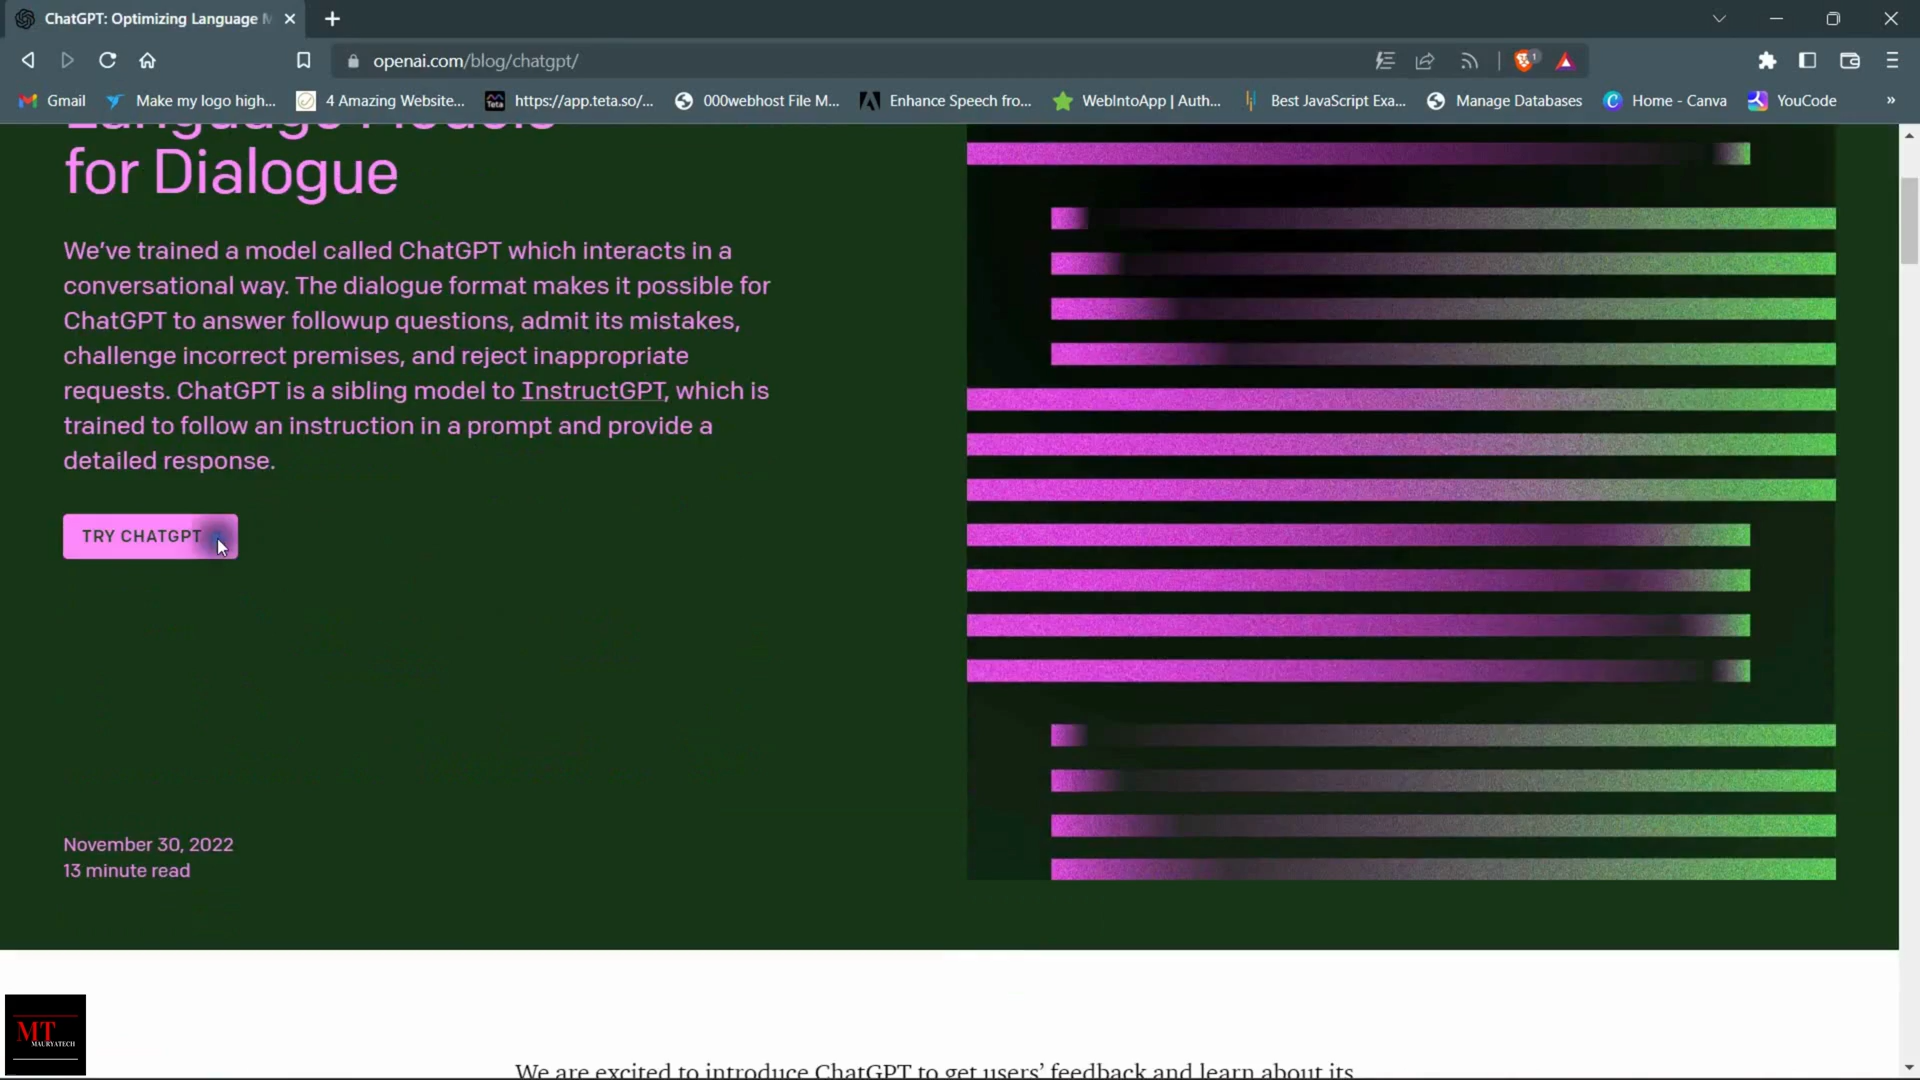 ChatGPT: Optimizing Language M
openai.com/blog/chatgpt/
1
Gmail
Make my logo high...
4 Amazing Website...
Teta
https://app.teta.so/...
000webhost File M...
Enhance Speech fro...
WebIntoApp | Auth...
Best JavaScript Exa...
Manage Databases
Home - Canva
YouCode
»
Language Models
for Dialogue
We’ve trained a model called ChatGPT which interacts in a
conversational way. The dialogue format makes it possible for
ChatGPT to answer followup questions, admit its mistakes,
challenge incorrect premises, and reject inappropriate
requests. ChatGPT is a sibling model to InstructGPT, which is
trained to follow an instruction in a prompt and provide a
detailed response.
TRY CHATGPT
November 30, 2022
13 minute read
MT
MAURYATECH
We are excited to introduce ChatGPT to get users’ feedback and learn about its